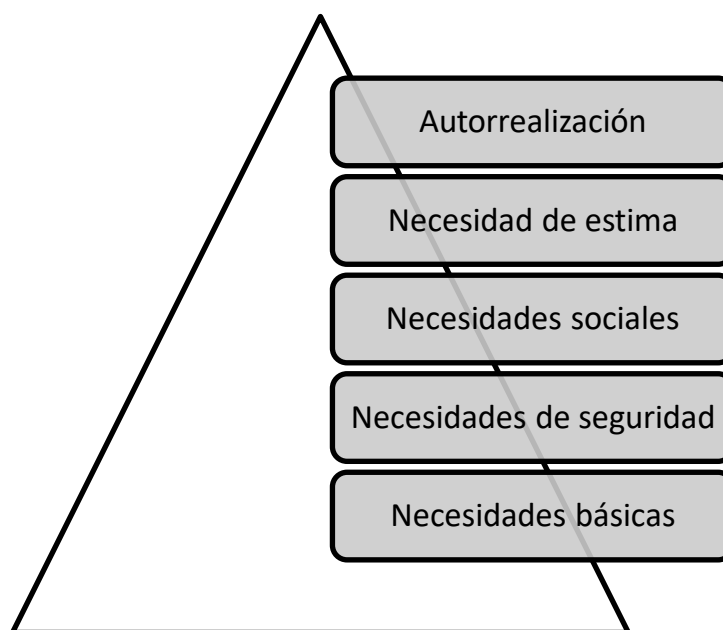 Autorrealización
Necesidad de estima
Necesidades sociales
Necesidades de seguridad
Necesidades básicas